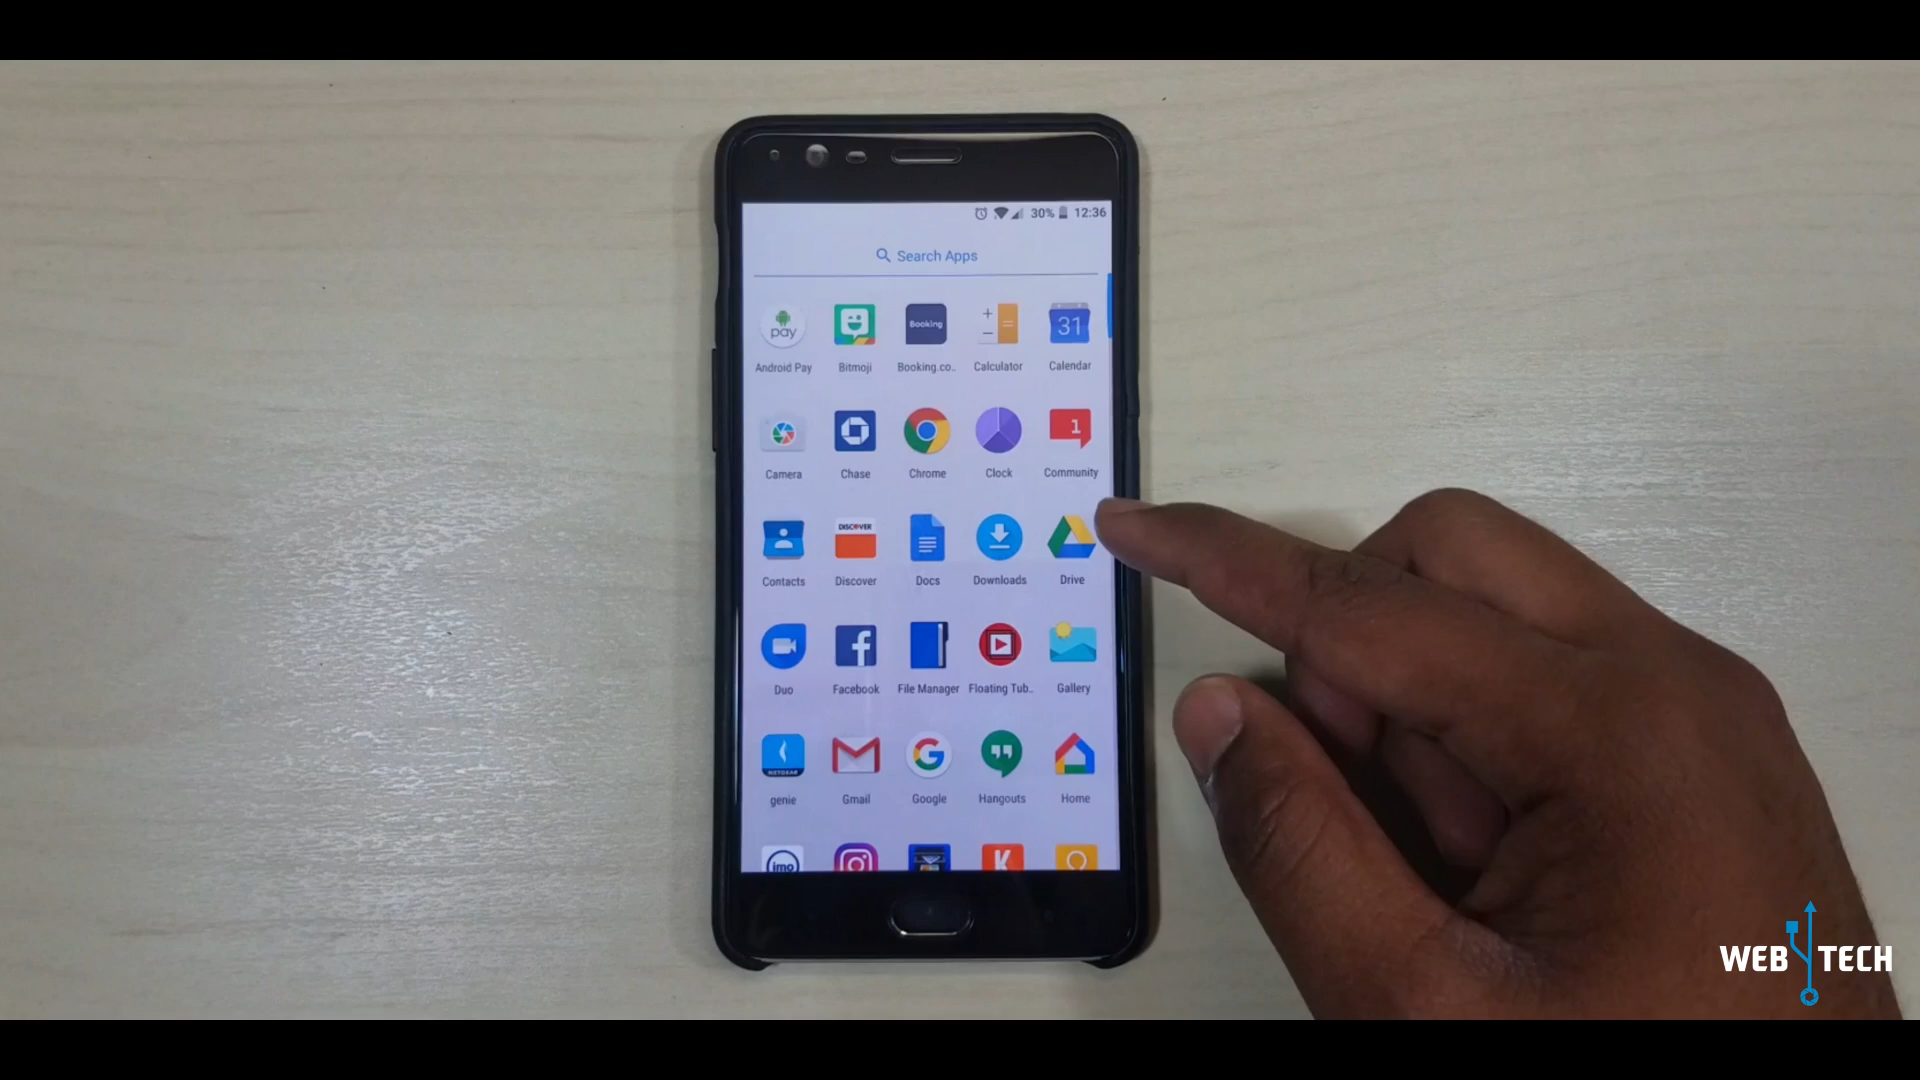 30% 12:36
Search Apps
pay
Booking
31
Android Pay Bitmoji Booking.co.. Calculator Calendar
1
Camera Chase Chrome Clock Community
DISCOVER
Contacts Discover Docs Downloads Drive
Duo Facebook File Manager Floating Tub.. Gallery
NETGEAR
genie Gmail Google Hangouts Home
imo
K
WEB TECH